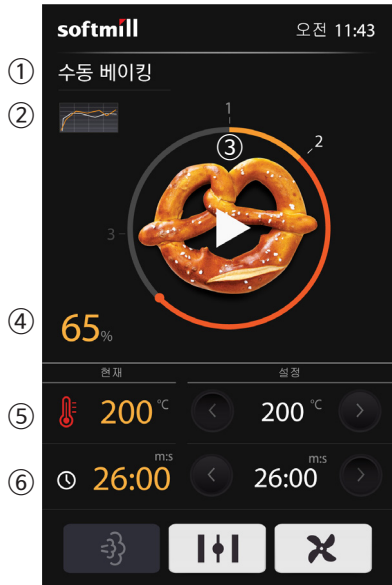 softmill
오전 11:43
① 수동 베이킹
②
1
③
2
3
④ 65%
현재 설정
⑤ 200 ℃ 200 ℃
m:s m:s
⑥ 26:00 26:00